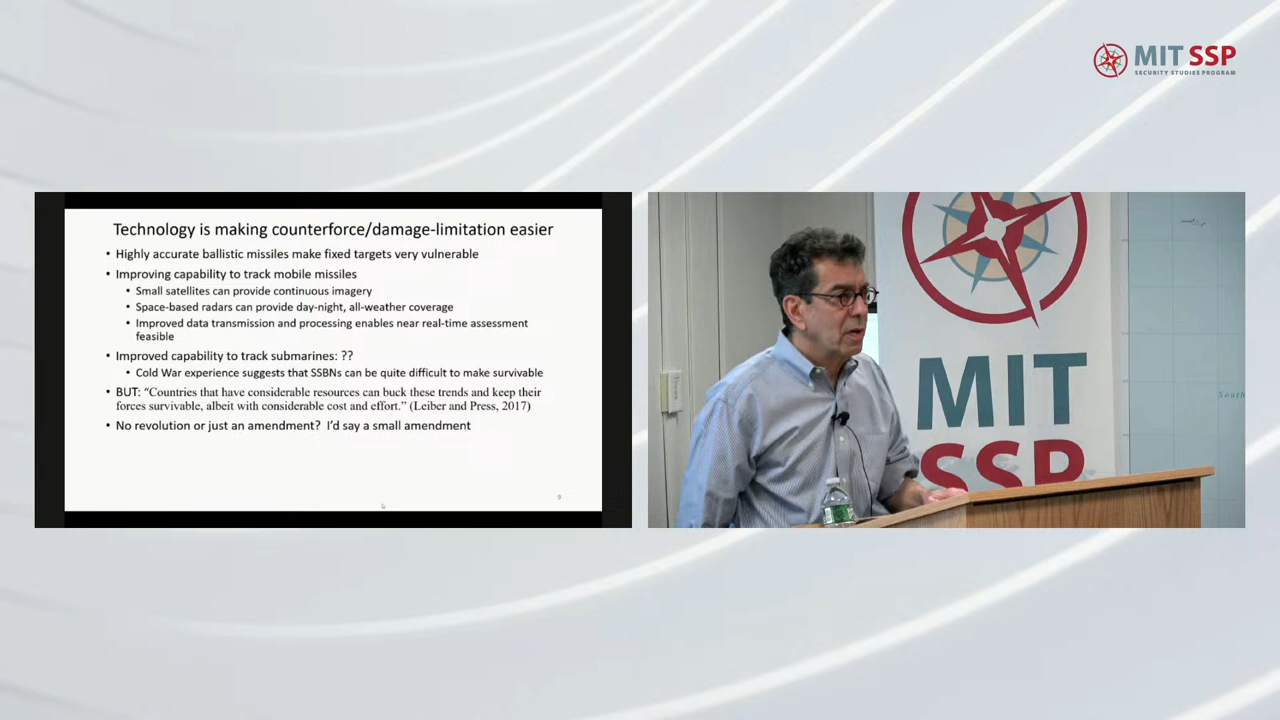 MIT SSP
SECURITY STUDIES PROGRAM
Technology is making counterforce/damage-limitation easier
• Highly accurate ballistic missiles make fixed targets very vulnerable
• Improving capability to track mobile missiles
• Small satellites can provide continuous imagery
• Space-based radars can provide day-night, all-weather coverage
• Improved data transmission and processing enables near real-time assessment
feasible
• Improved capability to track submarines: ??
• Cold War experience suggests that SSBNs can be quite difficult to make survivable
• BUT: “Countries that have considerable resources can buck these trends and keep their
forces survivable, albeit with considerable cost and effort.” (Leiber and Press, 2017)
• No revolution or just an amendment? I’d say a small amendment
9
MIT
SSP
South